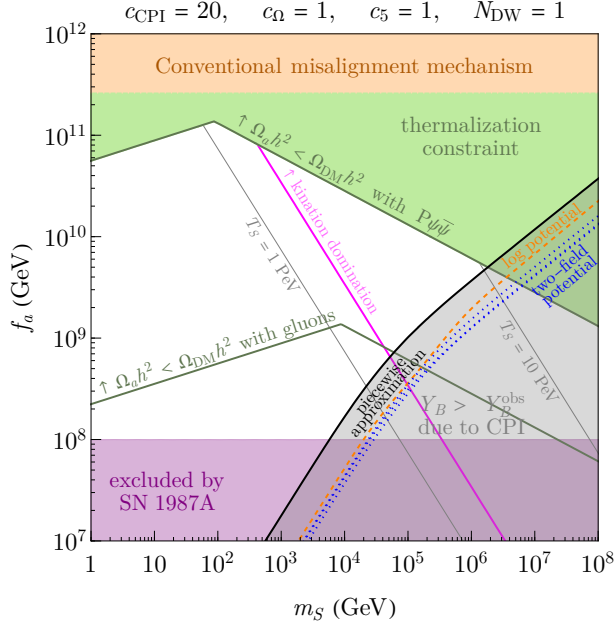 c_CPI = 20, c_Ω = 1, c_5 = 1, N_DW = 1
10^12
10^11
10^10
10^9
10^8
10^7
f_a (GeV)
Conventional misalignment mechanism
thermalization
constraint
↑ Ω_a h^2 < Ω_DM h^2 with Pψψ̅
↑ kination domination
T_S = 1 PeV
log potential
two-field
potential
T_S = 10 PeV
↑ Ω_a h^2 < Ω_DM h^2 with gluons
piecewise
approximation
Y_B > Y_B^obs
due to CPI
excluded by
SN 1987A
1 10 10^2 10^3 10^4 10^5 10^6 10^7 10^8
m_S (GeV)